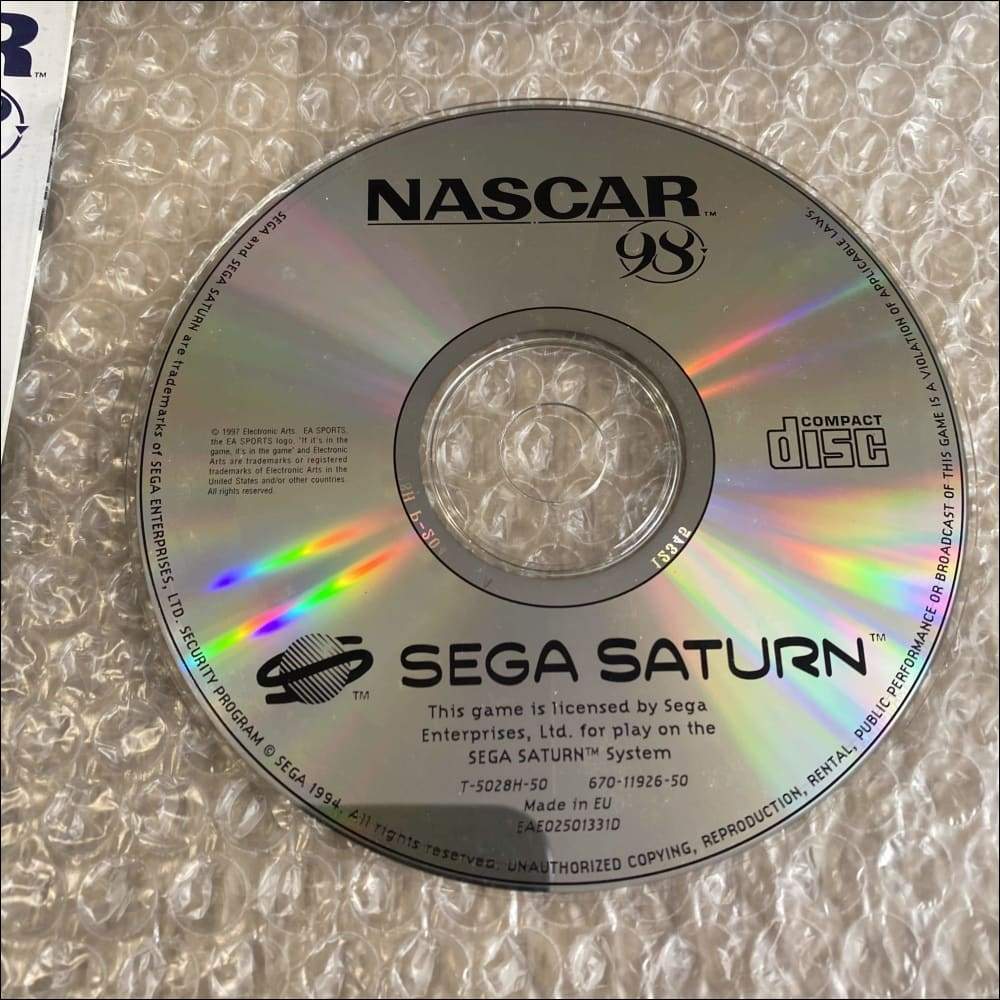 R™
NASCAR™
98
SEGA and SEGA SATURN are trademarks of SEGA ENTERPRISES, LTD. SECURITY PROGRAM © SEGA 1994. All rights reserved. UNAUTHORIZED COPYING, REPRODUCTION, RENTAL, PUBLIC PERFORMANCE OR BROADCAST OF THIS GAME IS A VIOLATION OF APPLICABLE LAWS.
© 1997 Electronic Arts. EA SPORTS,
the EA SPORTS logo, "If it's in the
game, it's in the game" and Electronic
Arts are trademarks or registered
trademarks of Electronic Arts in the
United States and/or other countries.
All rights reserved.
COMPACT
disc
12345
SEGA SATURN™
TM
This game is licensed by Sega
Enterprises, Ltd. for play on the
SEGA SATURN™ System
T-5028H-50 670-11926-50
Made in EU
EAE02501331D